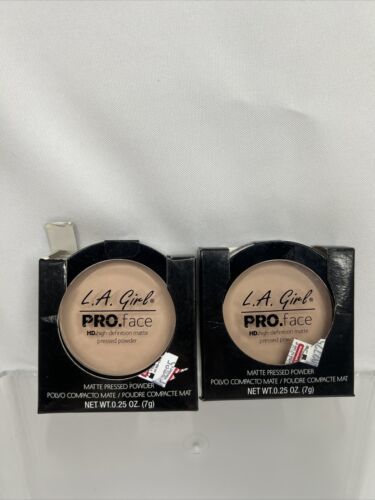 L.A. Girl®
PRO.face
HD.high-definition matte
pressed powder
MATTE PRESSED POWDER
POLVO COMPACTO MATE / POUDRE COMPACTE MAT
NET WT.0.25 OZ. (7g)
L.A. Girl®
PRO.face
HD.high-definition matte
pressed powder
MATTE PRESSED POWDER
POLVO COMPACTO MATE / POUDRE COMPACTE MAT
NET WT.0.25 OZ. (7g)